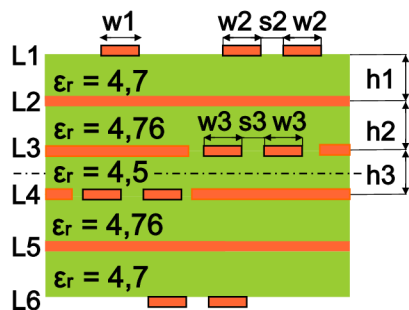 w1 w2 s2 w2
L1
εr = 4,7 h1
L2
εr = 4,76 w3 s3 w3 h2
L3
εr = 4,5 h3
L4
εr = 4,76
L5
εr = 4,7
L6